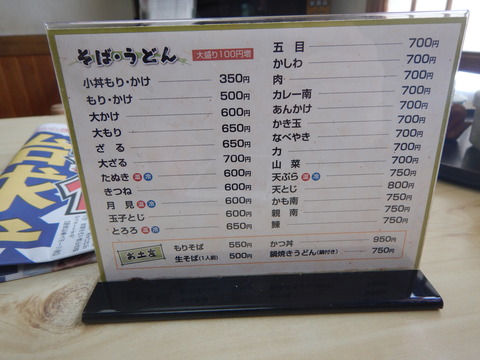 そば・うどん 大盛り100円増
小丼もり・かけ 350円
もり・かけ 500円
大かけ 600円
大もり 650円
ざる 650円
大ざる 700円
たぬき 温 冷 600円
きつね 600円
月見 温 冷 600円
玉子とじ 600円
とろろ 温 冷 650円
五目 700円
かしわ 700円
肉 700円
カレー南 700円
あんかけ 700円
かき玉 700円
なべやき 700円
力 700円
山菜 700円
天ぷら 温 冷 750円
天とじ 800円
かも南 750円
親南 750円
鰊 750円
お土産
もりそば 550円
生そば(1人前) 500円
かつ丼 950円
鍋焼きうどん(鍋付き) 750円